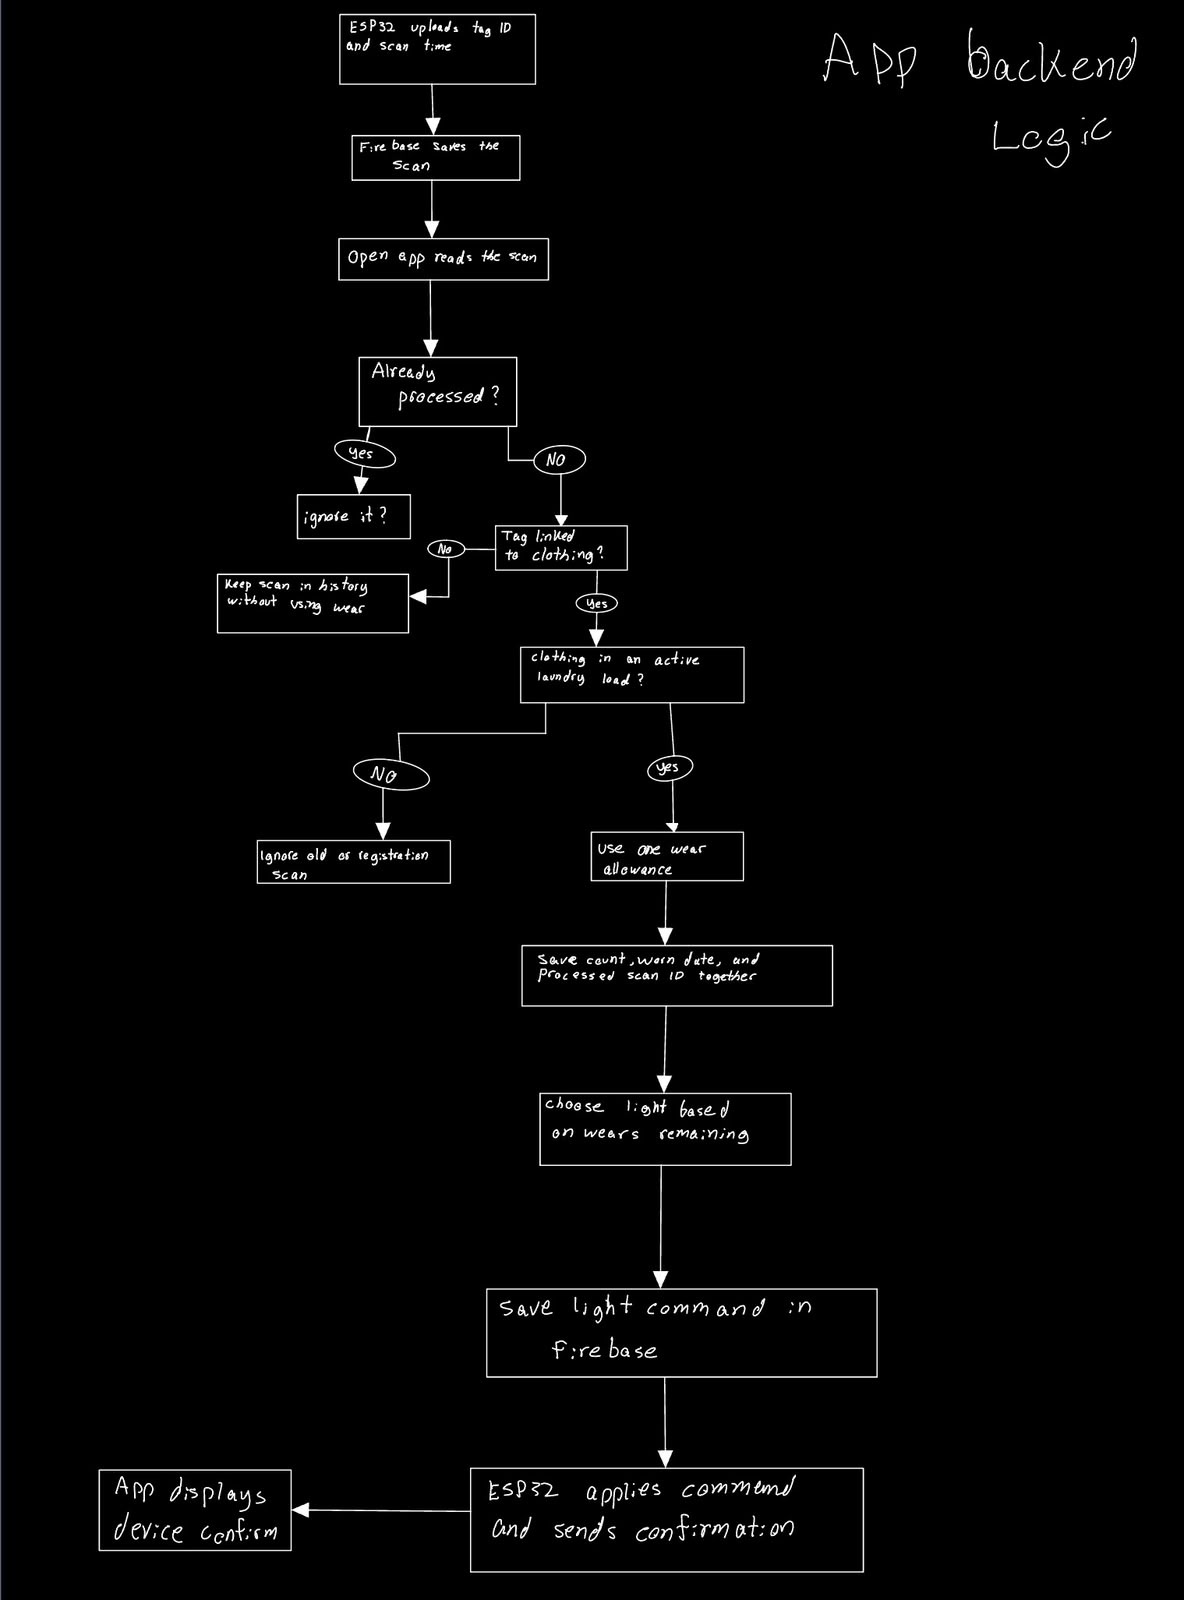 App backend
Logic
ESP32 uploads tag ID
and scan time
Firebase saves the
scan
Open app reads the scan
Already
processed?
yes
NO
ignore it?
Tag linked
to clothing?
No
Keep scan in history
without using wear
yes
clothing in an active
laundry load?
NO
yes
Ignore old or registration
scan
use one wear
allowance
Save count, worn date, and
Processed scan ID together
choose light based
on wears remaining
Save light command in
firebase
ESP32 applies commend
and sends confirmation
App displays
device confirm